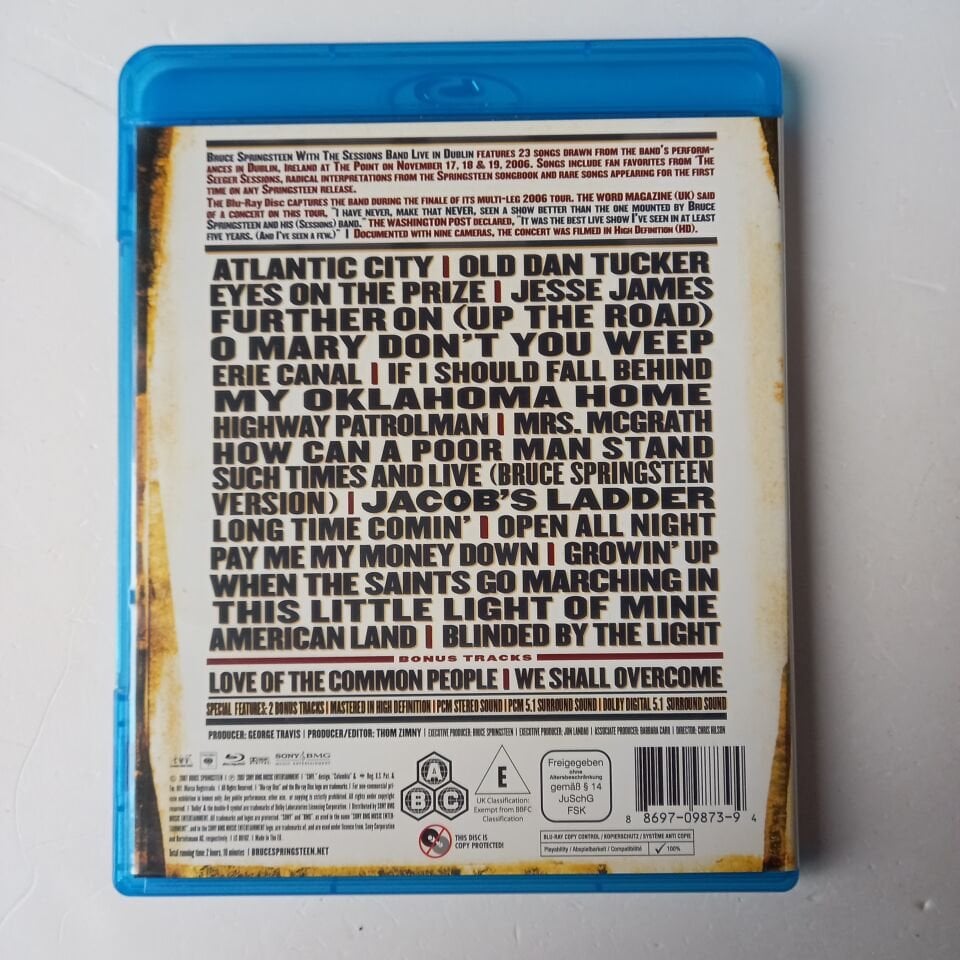 BRUCE SPRINGSTEEN WITH THE SESSIONS BAND LIVE IN DUBLIN FEATURES 23 SONGS DRAWN FROM THE BAND'S PERFORM-
ANCES IN DUBLIN, IRELAND AT THE POINT ON NOVEMBER 17, 18 & 19, 2006. SONGS INCLUDE FAN FAVORITES FROM THE
SEEGER SESSIONS, RADICAL INTERPRETATIONS FROM THE SPRINGSTEEN SONGBOOK AND RARE SONGS APPEARING FOR THE FIRST
TIME ON ANY SPRINGSTEEN RELEASE.
THE BLU-RAY DISC CAPTURES THE BAND DURING THE FINALE OF ITS MULTI-LEG 2006 TOUR. THE WORD MAGAZINE (UK) SAID
OF A CONCERT ON THIS TOUR, "I HAVE NEVER, MAKE THAT NEVER, SEEN A SHOW BETTER THAN THE ONE MOUNTED BY BRUCE
SPRINGSTEEN AND HIS (SESSIONS) BAND." THE WASHINGTON POST DECLARED, "IT WAS THE BEST LIVE SHOW I'VE SEEN IN AT LEAST
FIVE YEARS. (AND I'VE SEEN A FEW.)" | DOCUMENTED WITH NINE CAMERAS, THE CONCERT WAS FILMED IN HIGH DEFINITION (HD).
ATLANTIC CITY | OLD DAN TUCKER
EYES ON THE PRIZE | JESSE JAMES
FURTHER ON (UP THE ROAD)
O MARY DON'T YOU WEEP
ERIE CANAL | IF I SHOULD FALL BEHIND
MY OKLAHOMA HOME
HIGHWAY PATROLMAN | MRS. MCGRATH
HOW CAN A POOR MAN STAND
SUCH TIMES AND LIVE (BRUCE SPRINGSTEEN
VERSION) | JACOB'S LADDER
LONG TIME COMIN' | OPEN ALL NIGHT
PAY ME MY MONEY DOWN | GROWIN' UP
WHEN THE SAINTS GO MARCHING IN
THIS LITTLE LIGHT OF MINE
AMERICAN LAND | BLINDED BY THE LIGHT
BONUS TRACKS
LOVE OF THE COMMON PEOPLE | WE SHALL OVERCOME
SPECIAL FEATURES: 2 BONUS TRACKS | MASTERED IN HIGH DEFINITION | PCM STEREO SOUND | PCM 5.1 SURROUND SOUND | DOLBY DIGITAL 5.1 SURROUND SOUND
PRODUCER: GEORGE TRAVIS | PRODUCER/EDITOR: THOM ZIMNY | EXECUTIVE PRODUCER: BRUCE SPRINGSTEEN | EXECUTIVE PRODUCER: JON LANDAU | ASSOCIATE PRODUCER: BARBARA CARR | DIRECTOR: CHRIS HILSON
SONY BMG
MUSIC ENTERTAINMENT
Total running time: 2 hours, 10 minutes | BRUCESPRINGSTEEN.NET
A
B C
THIS DISC IS
COPY PROTECTED!
E
UK Classification:
Exempt from BBFC
Classification
Freigegeben
ohne
Altersbeschränkung
gemäß § 14
JuSchG
FSK
8 8697-09873-9 4
BLU-RAY COPY CONTROL / KOPIERSCHUTZ / SYSTÈME ANTI COPIE
Playability / Abspielbarkeit / Compatibilité
100%